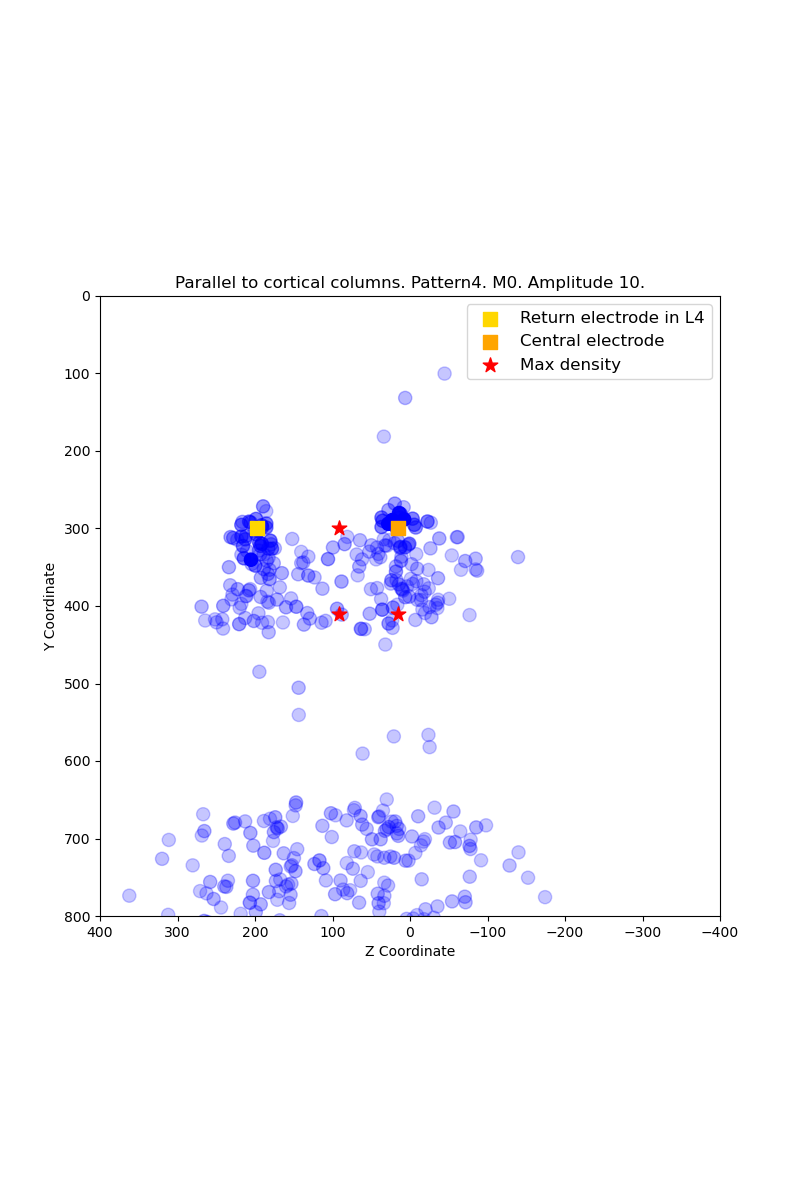 Parallel to cortical columns. Pattern4. M0. Amplitude 10.
Return electrode in L4
Central electrode
Max density
0
100
200
300
400
500
600
700
800
Y Coordinate
400 300 200 100 0 −100 −200 −300 −400
Z Coordinate